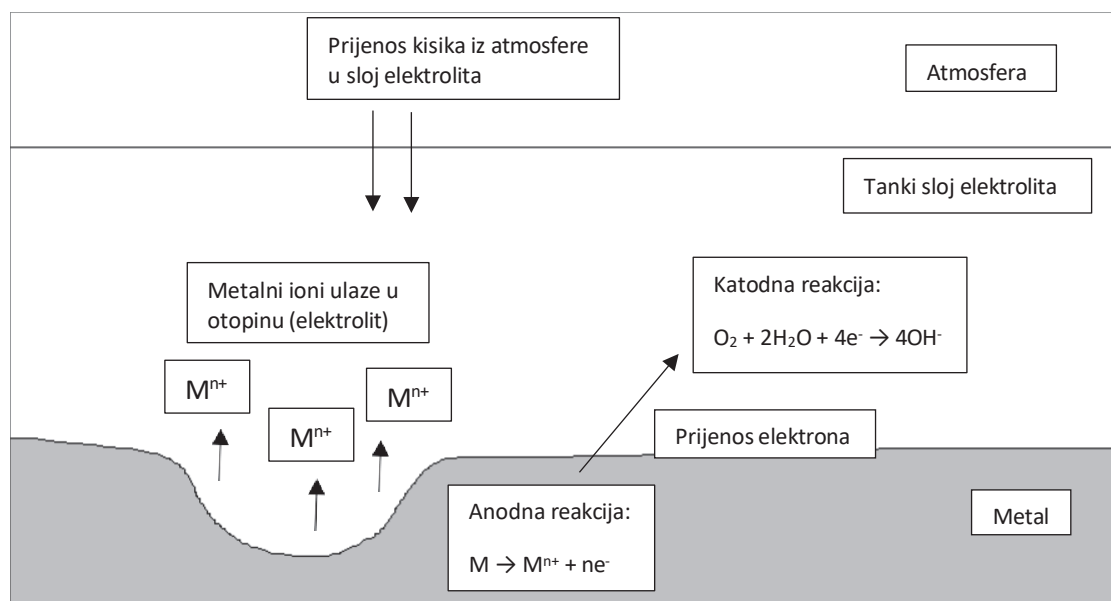 Prijenos kisika iz atmosfere
u sloj elektrolita
Atmosfera
Tanki sloj elektrolita
Metalni ioni ulaze u
otopinu (elektrolit)
Katodna reakcija:
O₂ + 2H₂O + 4e⁻ → 4OH⁻
Mⁿ⁺
Mⁿ⁺
Mⁿ⁺
Prijenos elektrona
Anodna reakcija:
M → Mⁿ⁺ + ne⁻
Metal